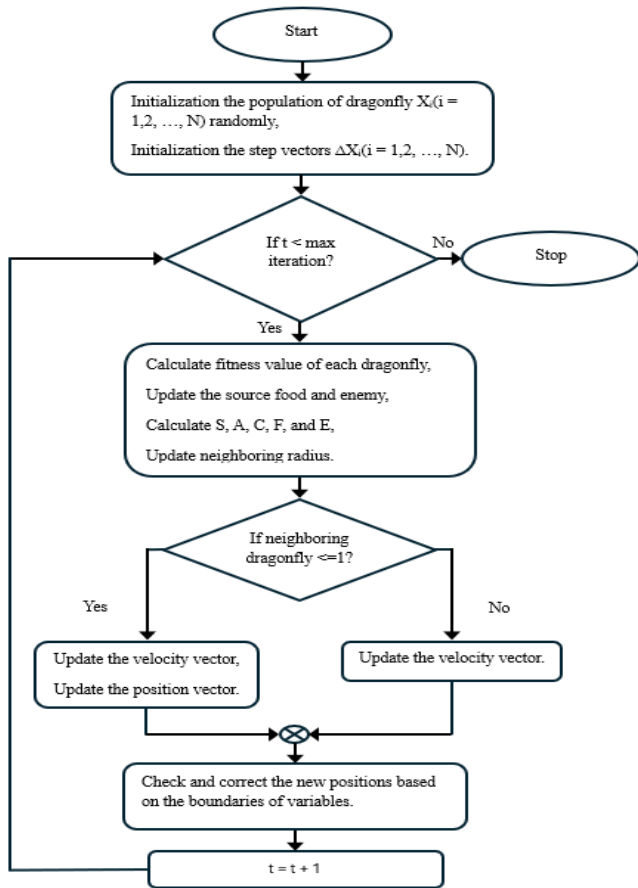 Start
Initialization the population of dragonfly Xᵢ(i =
1,2, …, N) randomly,
Initialization the step vectors ΔXᵢ(i = 1,2, …, N).
If t < max
iteration?
No
Stop
Yes
Calculate fitness value of each dragonfly,
Update the source food and enemy,
Calculate S, A, C, F, and E,
Update neighboring radius.
If neighboring
dragonfly <=1?
Yes
No
Update the velocity vector,
Update the position vector.
Update the velocity vector.
Check and correct the new positions based
on the boundaries of variables.
t = t + 1